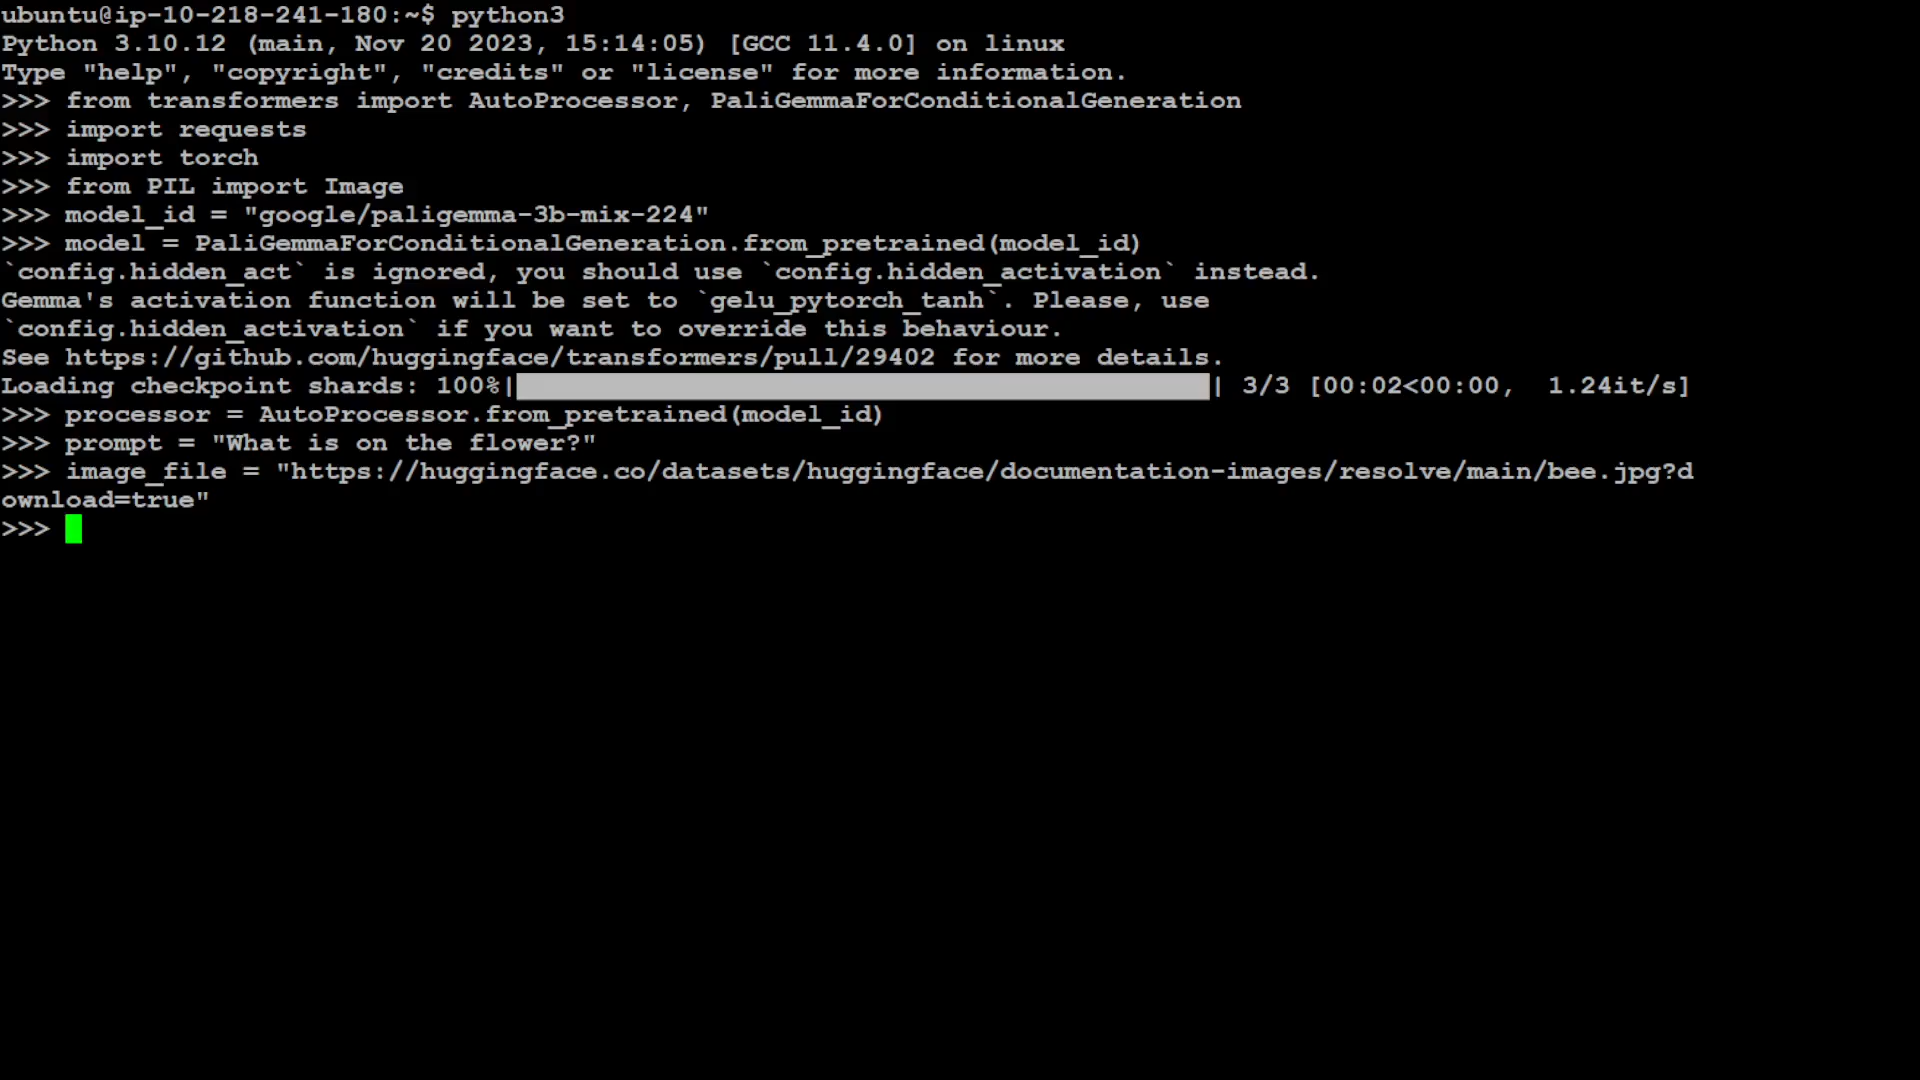 ubuntu@ip-10-218-241-180:~$ python3
Python 3.10.12 (main, Nov 20 2023, 15:14:05) [GCC 11.4.0] on linux
Type "help", "copyright", "credits" or "license" for more information.
>>> from transformers import AutoProcessor, PaliGemmaForConditionalGeneration
>>> import requests
>>> import torch
>>> from PIL import Image
>>> model_id = "google/paligemma-3b-mix-224"
>>> model = PaliGemmaForConditionalGeneration.from_pretrained(model_id)
`config.hidden_act` is ignored, you should use `config.hidden_activation` instead.
Gemma's activation function will be set to `gelu_pytorch_tanh`. Please, use
`config.hidden_activation` if you want to override this behaviour.
See https://github.com/huggingface/transformers/pull/29402 for more details.
Loading checkpoint shards: 100%|██████████| 3/3 [00:02<00:00,  1.24it/s]
>>> processor = AutoProcessor.from_pretrained(model_id)
>>> prompt = "What is on the flower?"
>>> image_file = "https://huggingface.co/datasets/huggingface/documentation-images/resolve/main/bee.jpg?d
ownload=true"
>>>